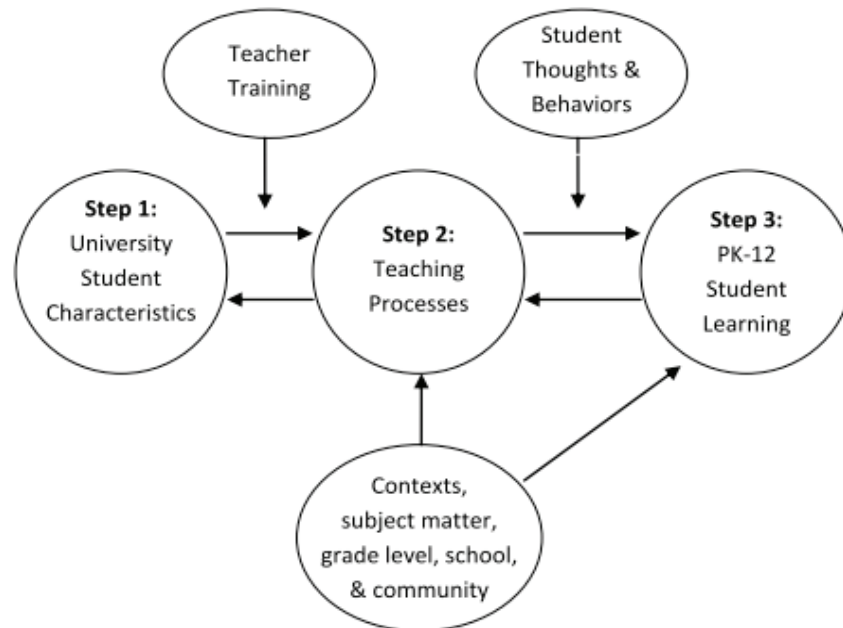 Teacher
Training
Student
Thoughts &
Behaviors
Step 1:
University
Student
Characteristics
Step 2:
Teaching
Processes
Step 3:
PK-12
Student
Learning
Contexts,
subject matter,
grade level, school,
& community